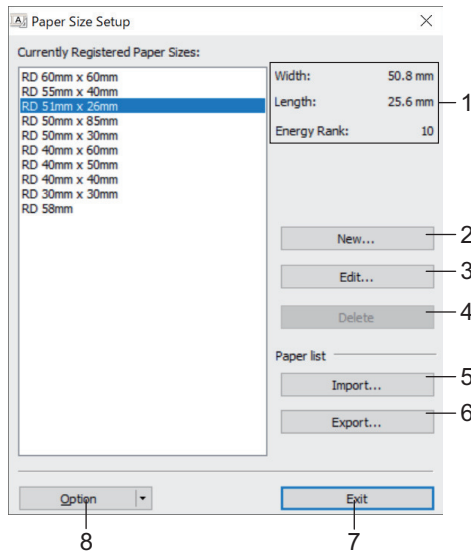 Paper Size Setup
Currently Registered Paper Sizes:
RD 60mm x 60mm
RD 55mm x 40mm
RD 51mm x 26mm
RD 50mm x 85mm
RD 50mm x 30mm
RD 40mm x 60mm
RD 40mm x 50mm
RD 40mm x 40mm
RD 30mm x 30mm
RD 58mm
Width: 50.8 mm
Length: 25.6 mm
Energy Rank: 10
1
New... 2
Edit... 3
Delete 4
Paper list
Import... 5
Export... 6
Option Exit
8 7